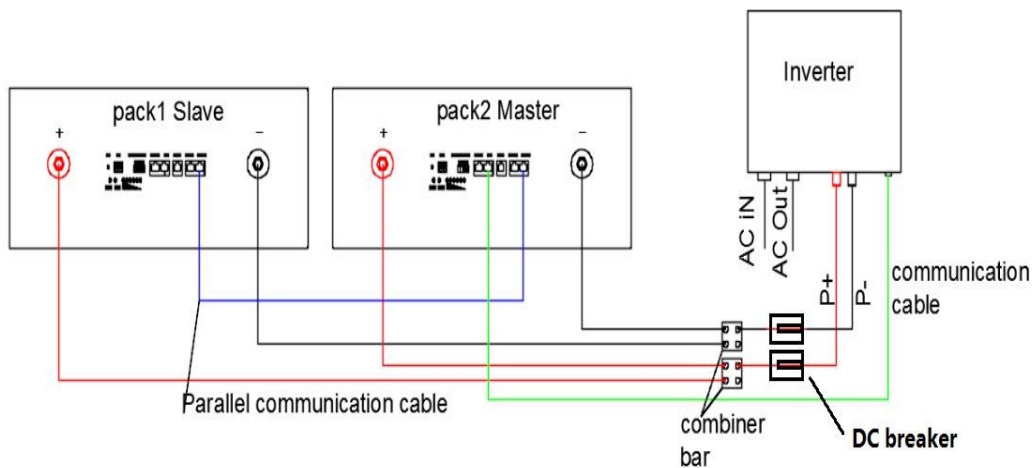 Inverter
pack1 Slave
pack2 Master
+
−
+
−
AC iN
AC Out
P+
P-
communication
cable
Parallel communication cable
combiner
bar
DC breaker